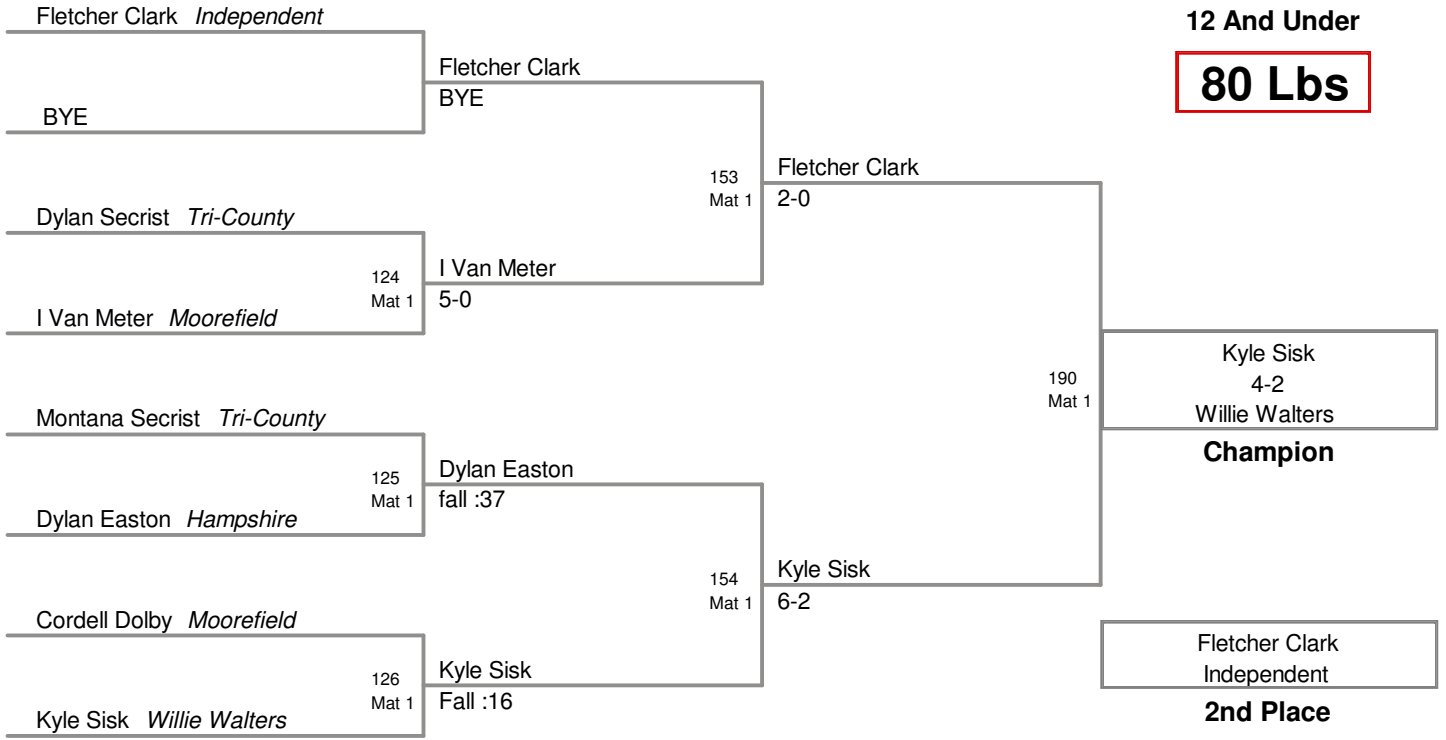 Fletcher Clark Independent
12 And Under
Fletcher Clark
80 Lbs
BYE
BYE
153
Fletcher Clark
Mat 1
2-0
Dylan Secrist Tri-County
124
I Van Meter
Mat 1
5-0
I Van Meter Moorefield
Kyle Sisk
190
4-2
Mat 1
Willie Walters
Montana Secrist Tri-County
Champion
125
Dylan Easton
Mat 1
fall :37
Dylan Easton Hampshire
154
Kyle Sisk
Mat 1
6-2
Cordell Dolby Moorefield
Fletcher Clark
126
Kyle Sisk
Independent
Mat 1
Fall :16
2nd Place
Kyle Sisk Willie Walters